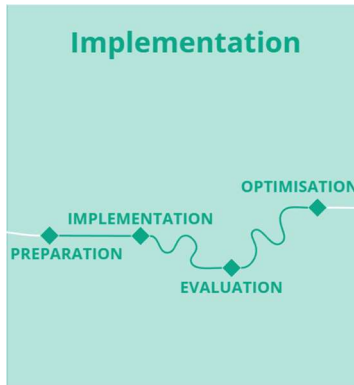 Implementation
OPTIMISATION
IMPLEMENTATION
PREPARATION
EVALUATION